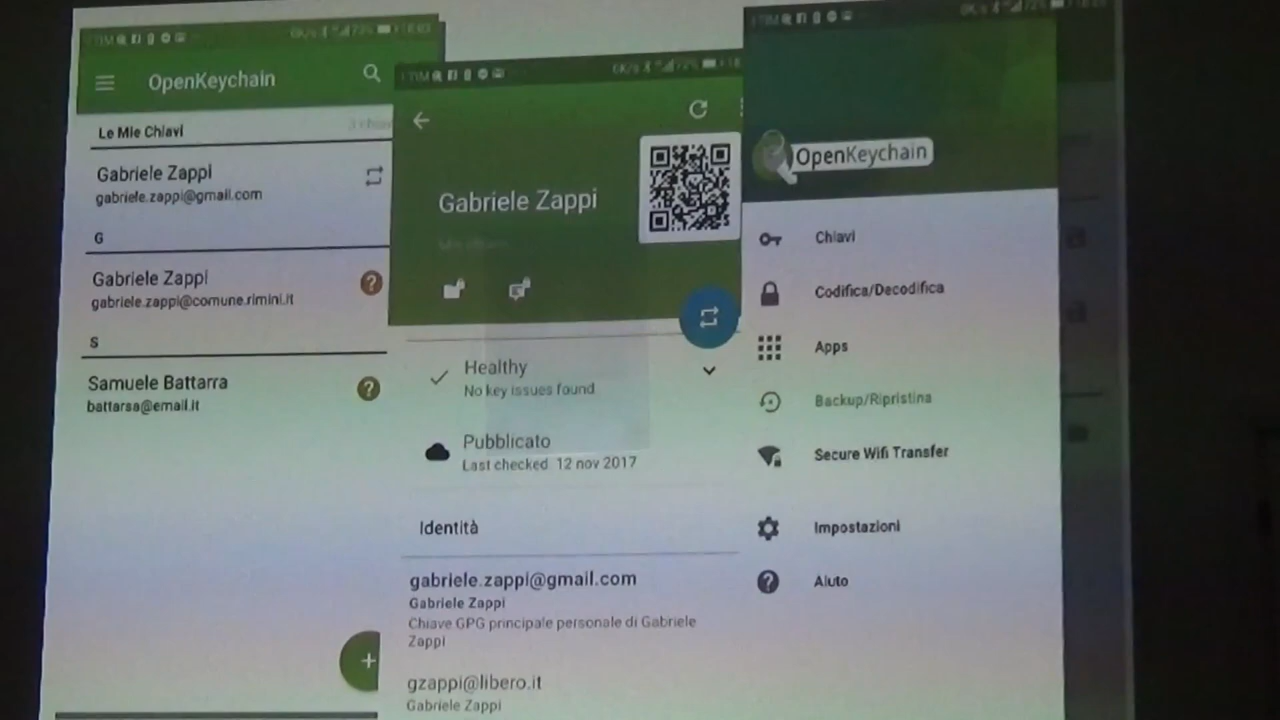 OpenKeychain
Le Mie Chiavi
Gabriele Zappi
gabriele.zappi@gmail.com
G
Gabriele Zappi
gabriele.zappi@comune.rimini.it
S
Samuele Battarra
battarsa@email.it
Gabriele Zappi
Healthy
No key issues found
Pubblicato
Last checked 12 nov 2017
Identità
gabriele.zappi@gmail.com
Gabriele Zappi
Chiave GPG principale personale di Gabriele
Zappi
gzappi@libero.it
Gabriele Zappi
OpenKeychain
Chiavi
Codifica/Decodifica
Apps
Backup/Ripristina
Secure Wifi Transfer
Impostazioni
Aiuto